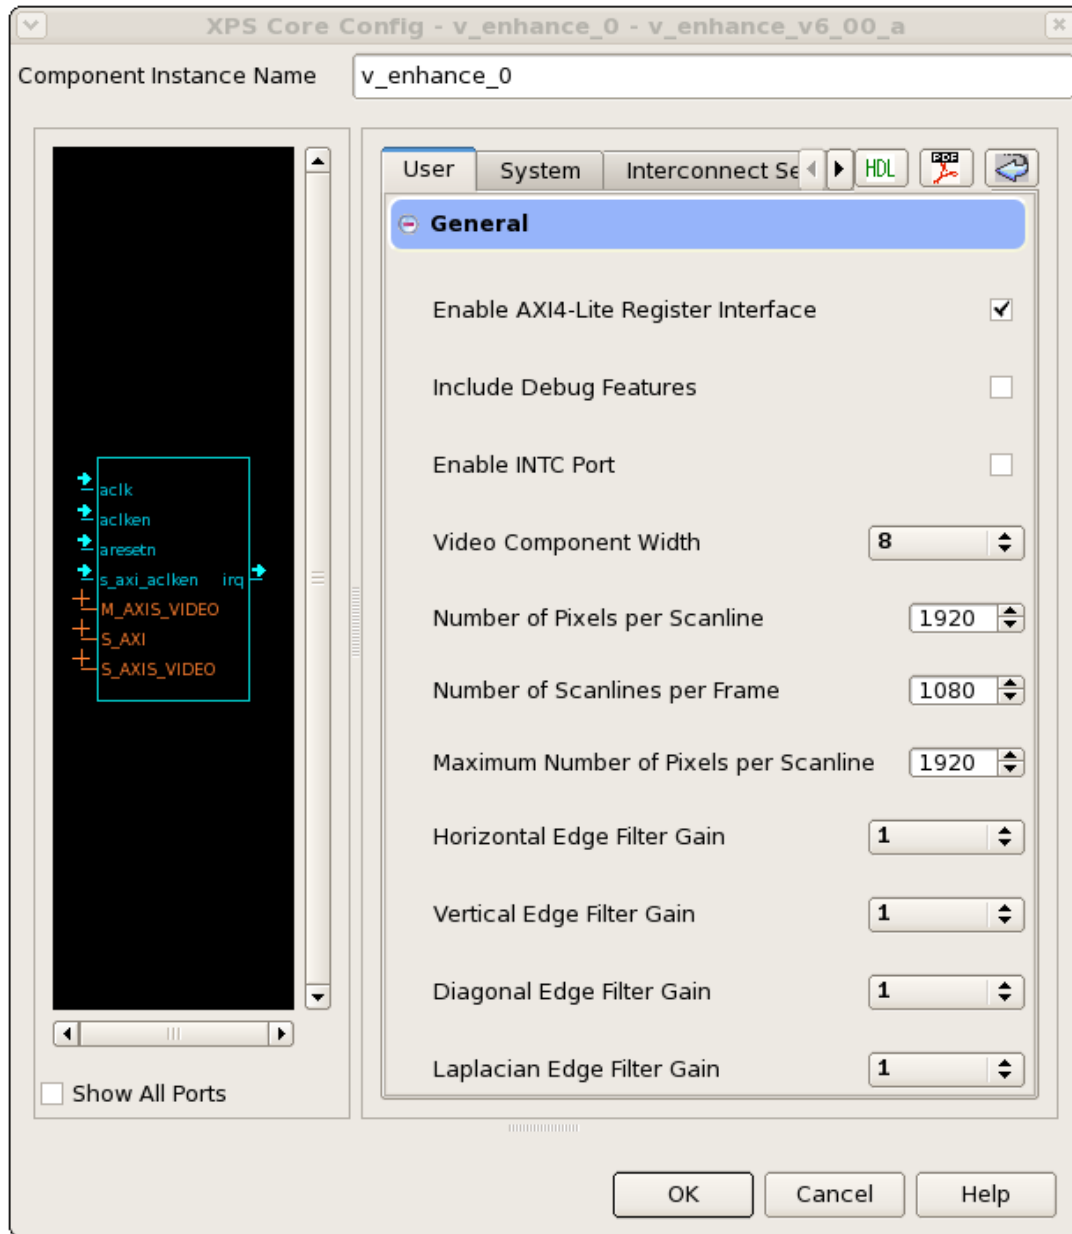 XPS Core Config - v_enhance_0 - v_enhance_v6_00_a
Component Instance Name v_enhance_0
User System Interconnect Se HDL PDF
General
Enable AXI4-Lite Register Interface
Include Debug Features
Enable INTC Port
Video Component Width 8
Number of Pixels per Scanline 1920
Number of Scanlines per Frame 1080
Maximum Number of Pixels per Scanline 1920
Horizontal Edge Filter Gain 1
Vertical Edge Filter Gain 1
Diagonal Edge Filter Gain 1
Laplacian Edge Filter Gain 1
aclk
aclken
aresetn
s_axi_aclken irq
M_AXIS_VIDEO
S_AXI
S_AXIS_VIDEO
Show All Ports
OK Cancel Help